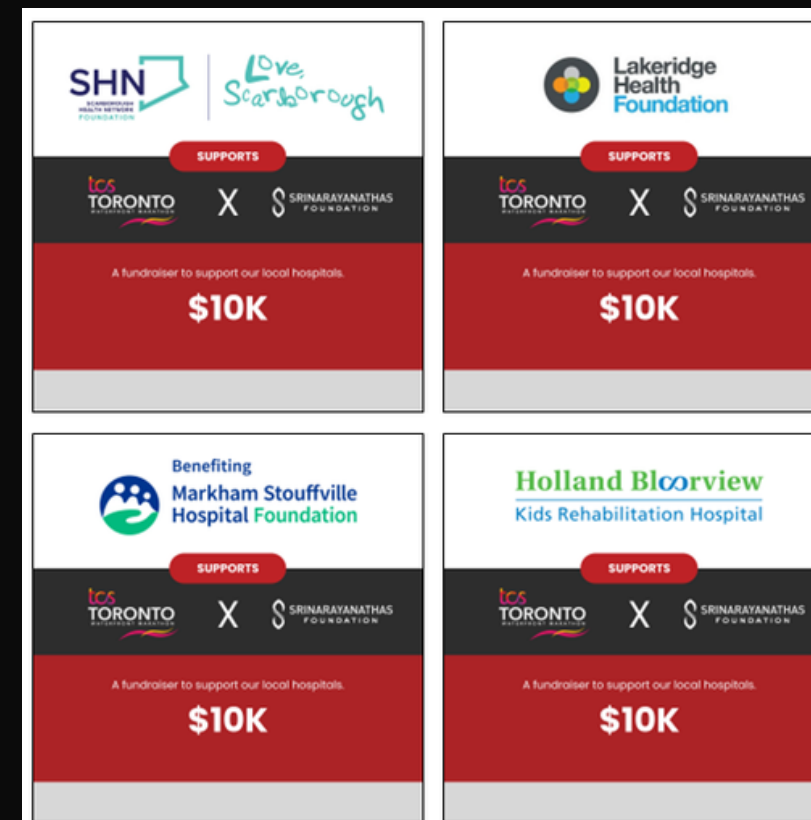 SHN
SCARBOROUGH
HEALTH NETWORK
FOUNDATION
Love,
Scarborough
SUPPORTS
tcs
TORONTO
WATERFRONT MARATHON
X
SRINARAYANATHAS
FOUNDATION
A fundraiser to support our local hospitals.
$10K
Lakeridge
Health
Foundation
SUPPORTS
tcs
TORONTO
WATERFRONT MARATHON
X
SRINARAYANATHAS
FOUNDATION
A fundraiser to support our local hospitals.
$10K
Benefiting
Markham Stouffville
Hospital Foundation
SUPPORTS
tcs
TORONTO
WATERFRONT MARATHON
X
SRINARAYANATHAS
FOUNDATION
A fundraiser to support our local hospitals.
$10K
Holland Bloorview
Kids Rehabilitation Hospital
SUPPORTS
tcs
TORONTO
WATERFRONT MARATHON
X
SRINARAYANATHAS
FOUNDATION
A fundraiser to support our local hospitals.
$10K